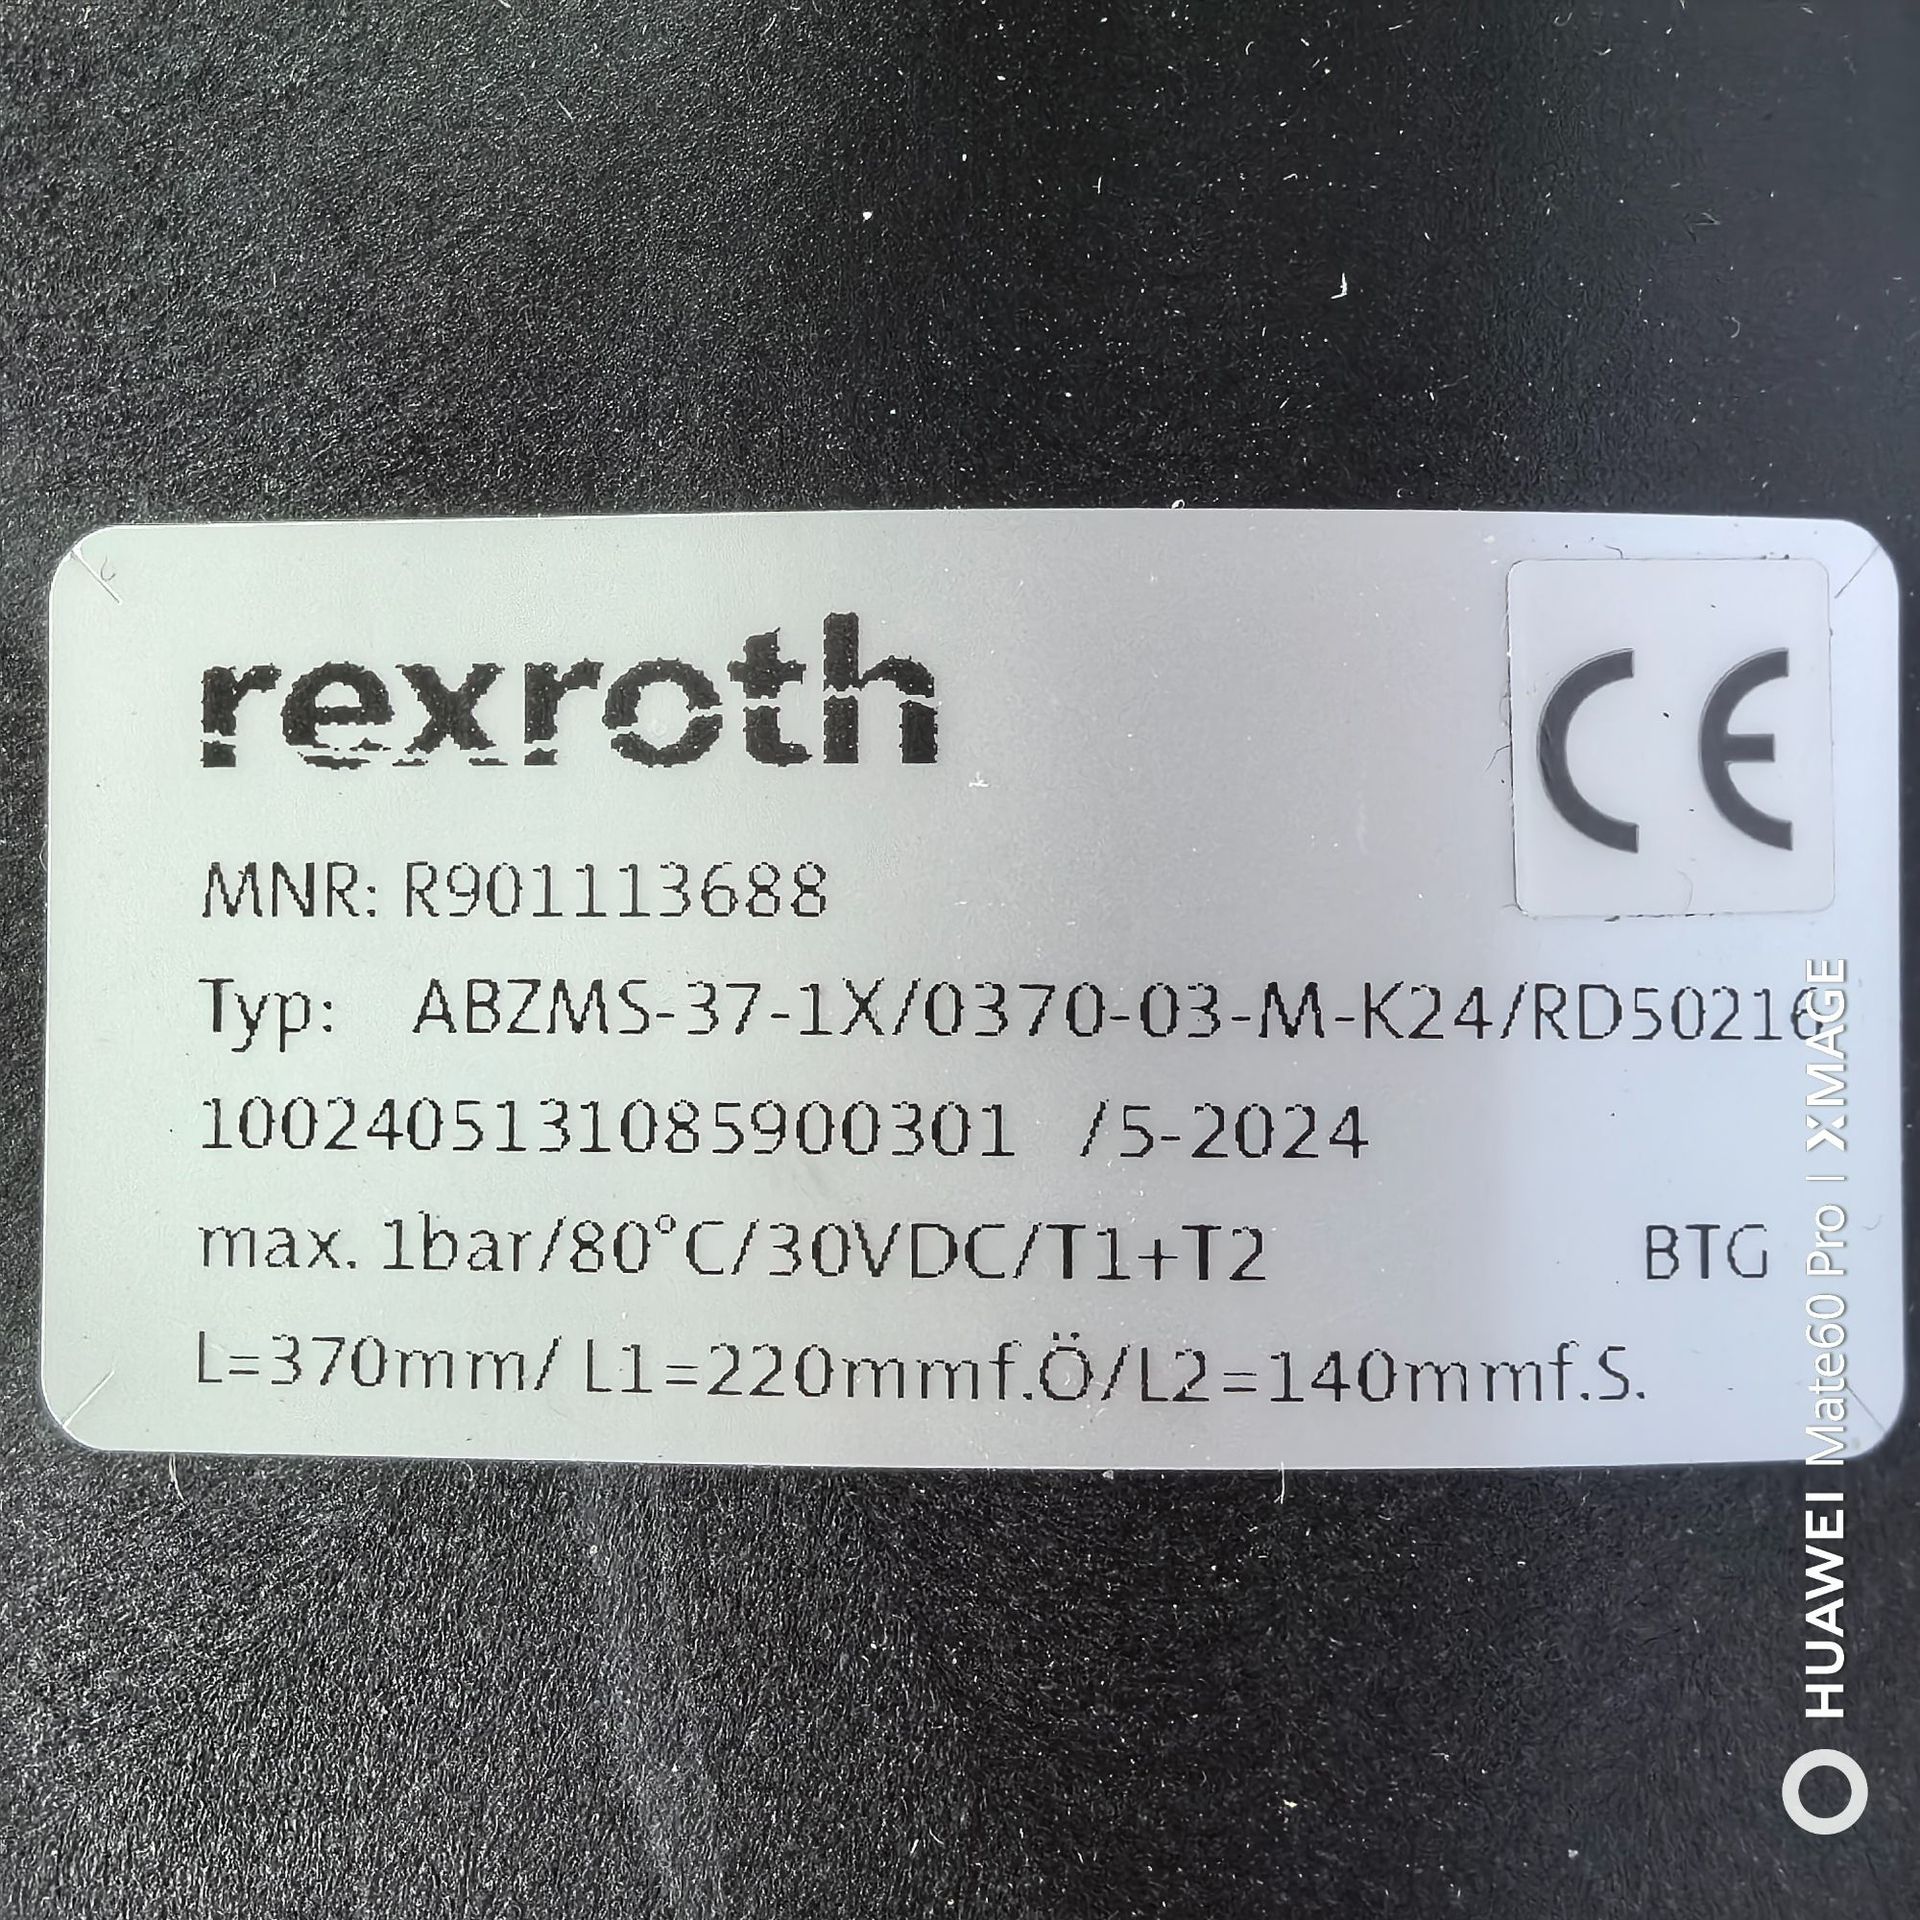 rexroth
CE
MNR: R901113688
Typ: ABZMS-37-1X/0370-03-M-K24/RD50216
1002405131085900301 /5-2024
max. 1bar/80°C/30VDC/T1+T2 BTG
L=370mm/ L1=220mmf.Ö/L2=140mmf.S.
HUAWEI Mate60 Pro | XMAGE